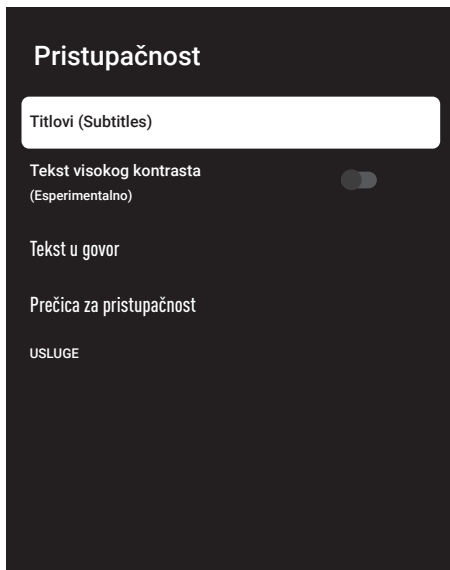 Pristupačnost
Titlovi (Subtitles)
Tekst visokog kontrasta
(Esperimentalno)
Tekst u govor
Prečica za pristupačnost
USLUGE